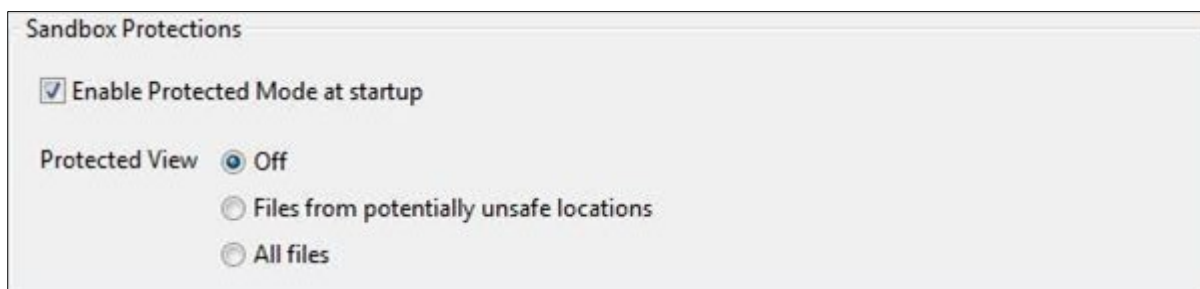 Sandbox Protections
Enable Protected Mode at startup
Protected View Off
Files from potentially unsafe locations
All files